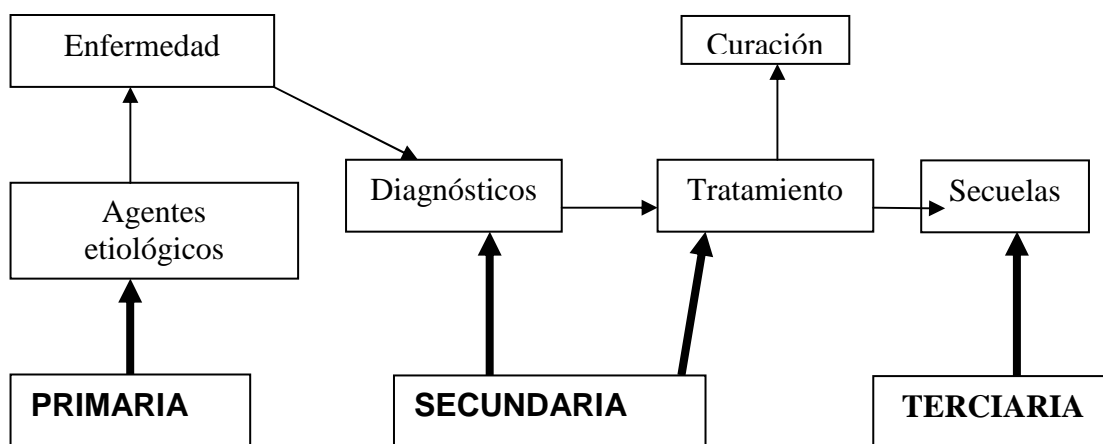 Enfermedad
Curación
Diagnósticos
Tratamiento
Secuelas
Agentes
etiológicos
PRIMARIA
SECUNDARIA
TERCIARIA